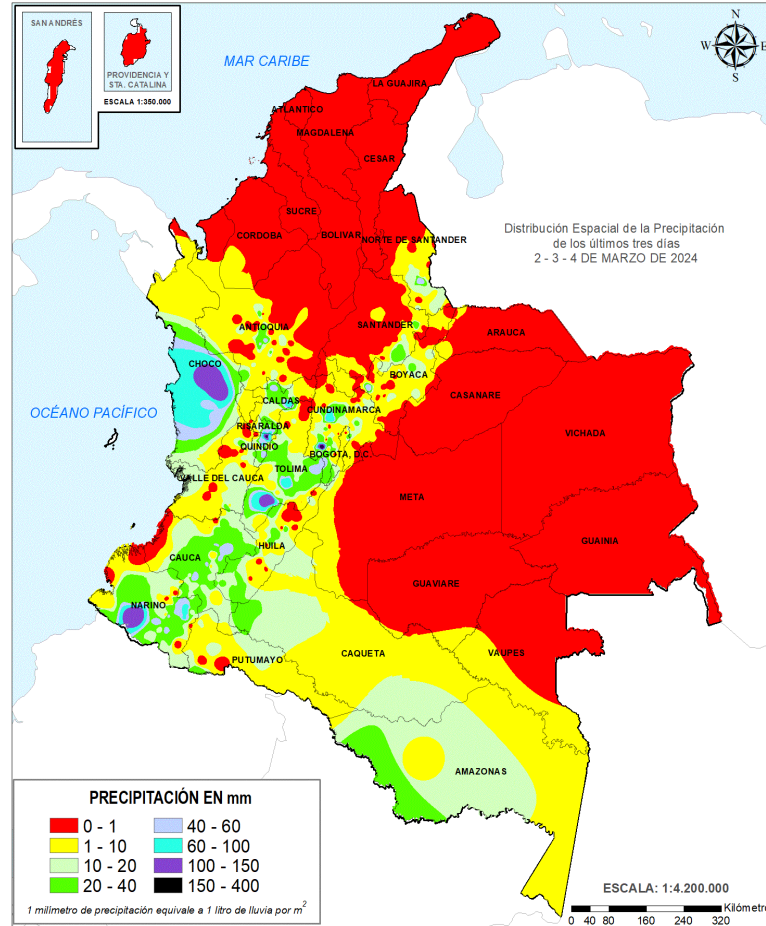 SAN ANDRÉS
PROVIDENCIA Y
STA. CATALINA
ESCALA 1:350.000
N
W
E
S
MAR CARIBE
LA GUAJIRA
ATLANTICO
MAGDALENA
CESAR
SUCRE
CORDOBA
BOLIVAR
NORTE DE SANTANDER
Distribución Espacial de la Precipitación
de los últimos tres días
2 - 3 - 4 DE MARZO DE 2024
ANTIOQUIA
SANTANDER
ARAUCA
CHOCO
BOYACA
CASANARE
CALDAS
CUNDINAMARCA
OCÉANO PACÍFICO
RISARALDA
VICHADA
QUINDIO
BOGOTA, D.C.
TOLIMA
VALLE DEL CAUCA
META
GUAINIA
HUILA
CAUCA
GUAVIARE
NARINO
CAQUETA
VAUPES
PUTUMAYO
AMAZONAS
PRECIPITACIÓN EN mm
0 - 1
40 - 60
1 - 10
60 - 100
10 - 20
100 - 150
20 - 40
150 - 400
1 milimetro de precipitación equivale a 1 litro de lluvia por m2
ESCALA: 1:4.200.000
Kilómetro
0 40 80 160 240 320